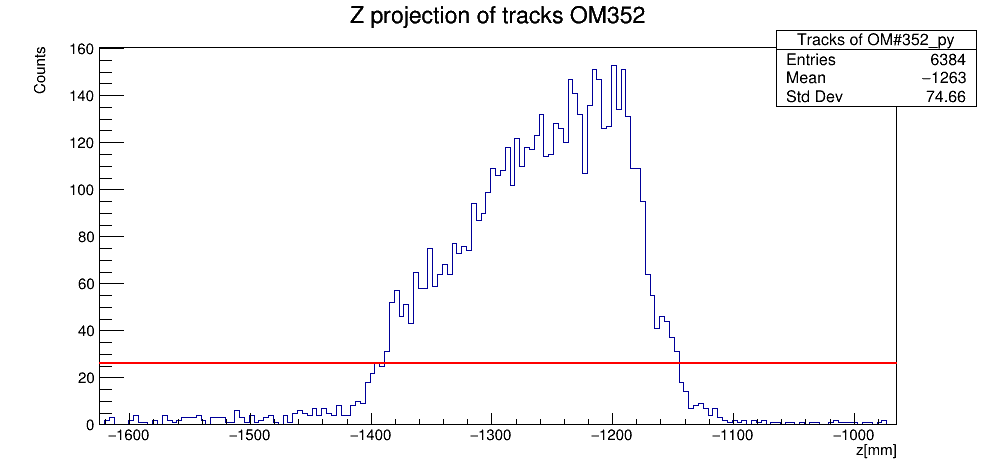 Z projection of tracks OM352
Tracks of OM#352_py
Entries 6384
Mean −1263
Std Dev 74.66
Counts
160
140
120
100
80
60
40
20
0
−1600 −1500 −1400 −1300 −1200 −1100 −1000
z[mm]